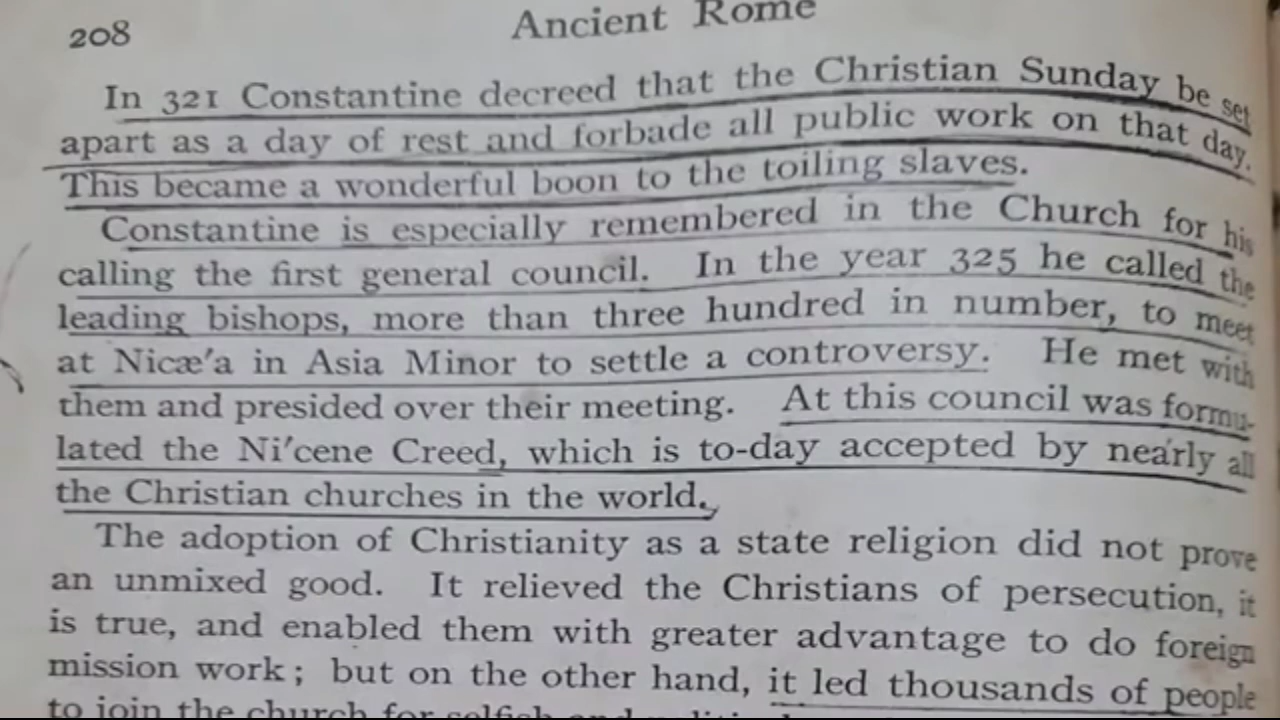 208
Ancient Rome
In 321 Constantine decreed that the Christian Sunday be set
apart as a day of rest and forbade all public work on that day.
This became a wonderful boon to the toiling slaves.
Constantine is especially remembered in the Church for his
calling the first general council. In the year 325 he called the
leading bishops, more than three hundred in number, to meet
at Nicæ′a in Asia Minor to settle a controversy. He met with
them and presided over their meeting. At this council was formu-
lated the Ni′cene Creed, which is to-day accepted by nearly all
the Christian churches in the world.
The adoption of Christianity as a state religion did not prove
an unmixed good. It relieved the Christians of persecution, it
is true, and enabled them with greater advantage to do foreign
mission work; but on the other hand, it led thousands of people
to join the church for selfish and